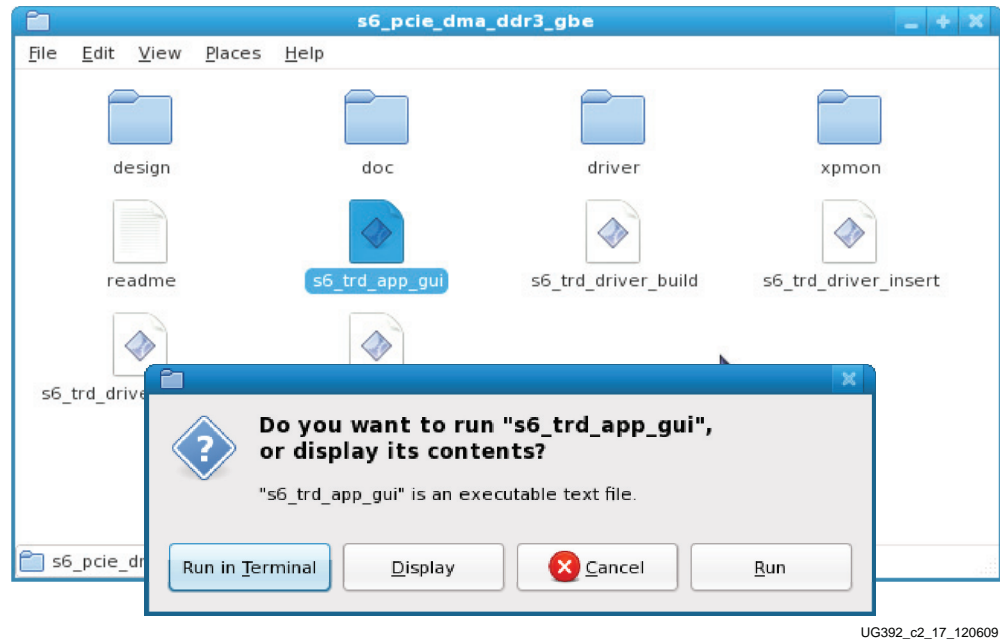 s6_pcie_dma_ddr3_gbe
File Edit View Places Help
design doc driver xpmon
readme s6_trd_app_gui s6_trd_driver_build s6_trd_driver_insert
s6_trd_drive
Do you want to run "s6_trd_app_gui",
or display its contents?
"s6_trd_app_gui" is an executable text file.
s6_pcie_dm
Run in Terminal Display Cancel Run
UG392_c2_17_120609